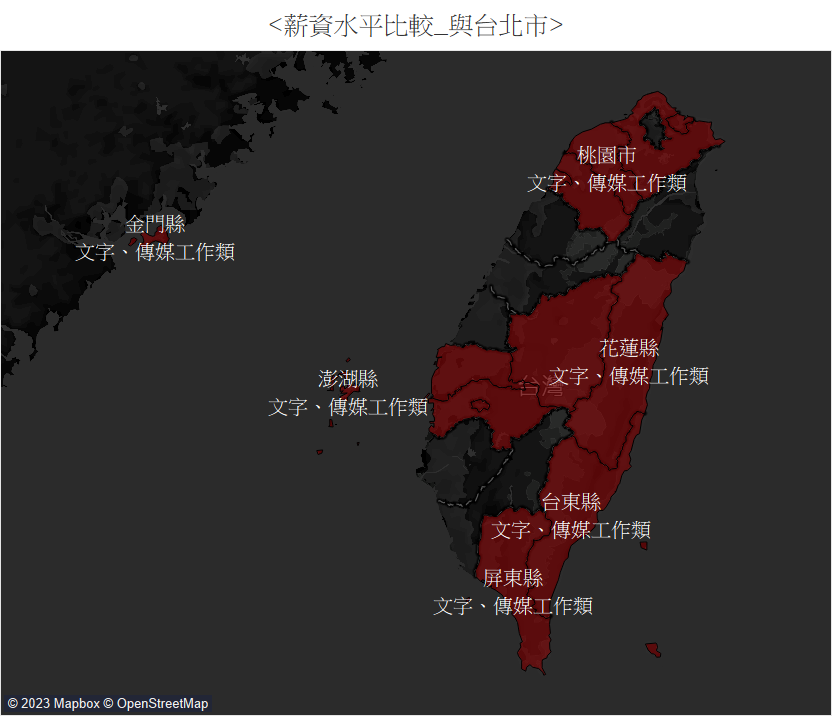 <薪資水平比較_與台北市>
桃園市
文字、傳媒工作類
金門縣
文字、傳媒工作類
花蓮縣
文字、傳媒工作類
澎湖縣
文字、傳媒工作類
台灣
台東縣
文字、傳媒工作類
屏東縣
文字、傳媒工作類
© 2023 Mapbox © OpenStreetMap